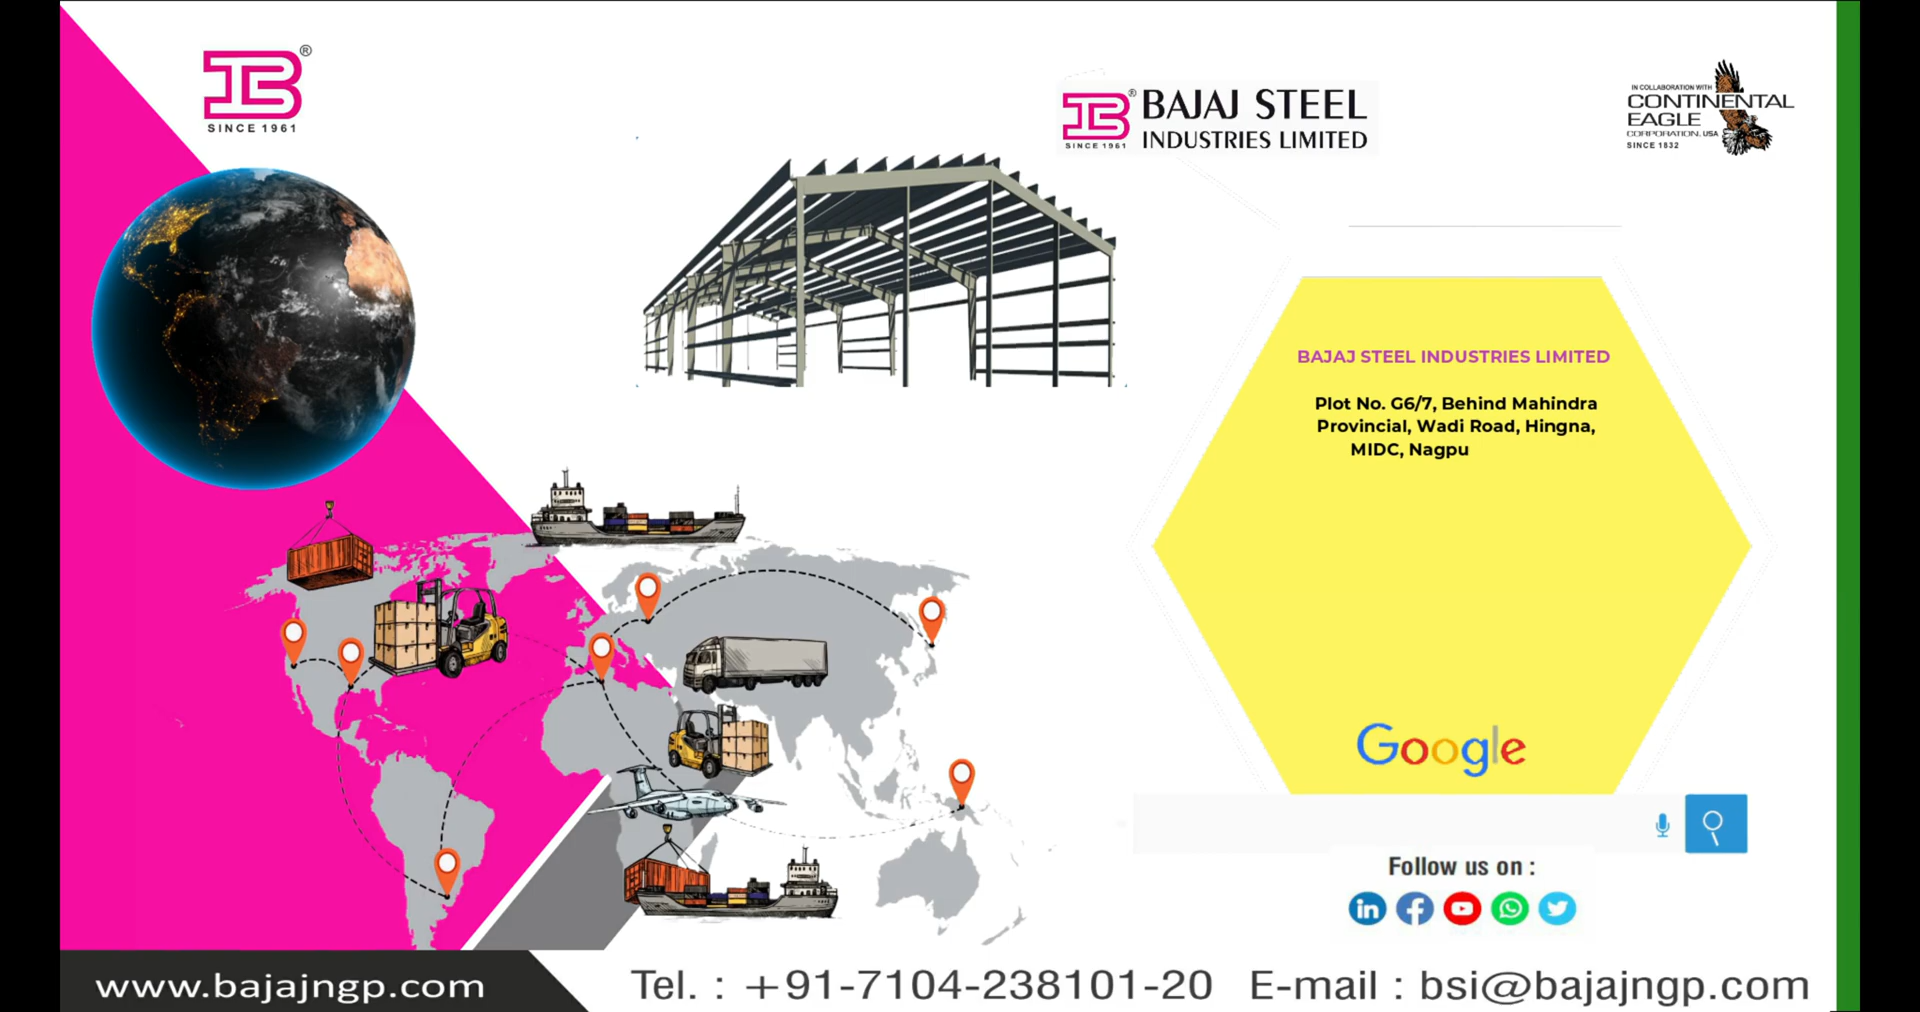 ®
SINCE 1961
®
BAJAJ STEEL
INDUSTRIES LIMITED
SINCE 1961
IN COLLABORATION WITH
CONTINENTAL
EAGLE
CORPORATION, USA
SINCE 1832
BAJAJ STEEL INDUSTRIES LIMITED
Plot No. G6/7, Behind Mahindra
Provincial, Wadi Road, Hingna,
MIDC, Nagpu
Google
Follow us on :
www.bajajngp.com
Tel. : +91-7104-238101-20 E-mail : bsi@bajajngp.com